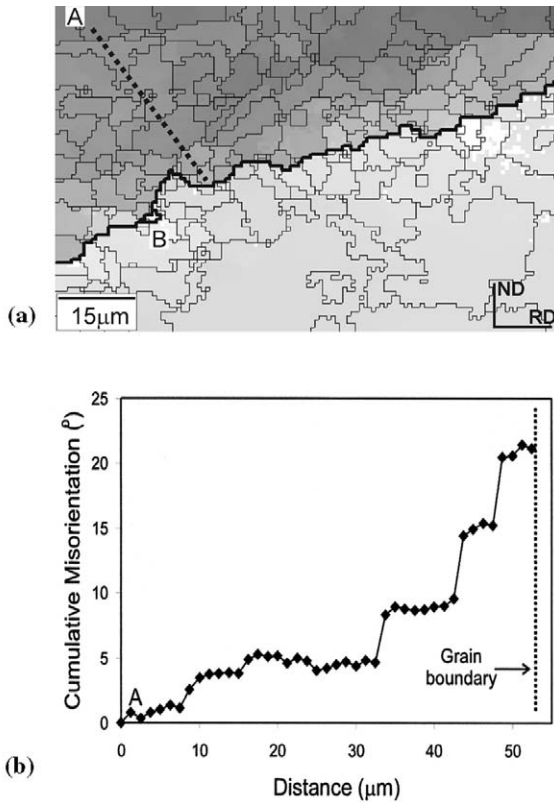 A
B
15μm
ND
RD
(a)
25
20
15
10
5
0
Cumulative Misorientation (°)
A
Grain
boundary
0
10
20
30
40
50
Distance (μm)
(b)